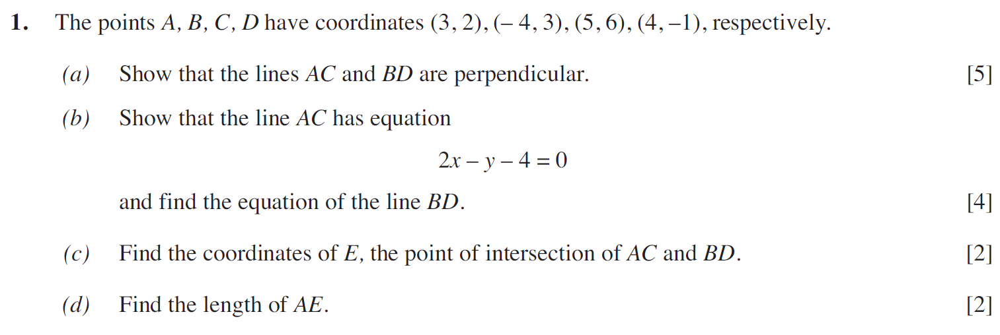 1. The points A, B, C, D have coordinates (3, 2), (– 4, 3), (5, 6), (4, –1), respectively.
(a) Show that the lines AC and BD are perpendicular. [5]
(b) Show that the line AC has equation
2x – y – 4 = 0
and find the equation of the line BD. [4]
(c) Find the coordinates of E, the point of intersection of AC and BD. [2]
(d) Find the length of AE. [2]